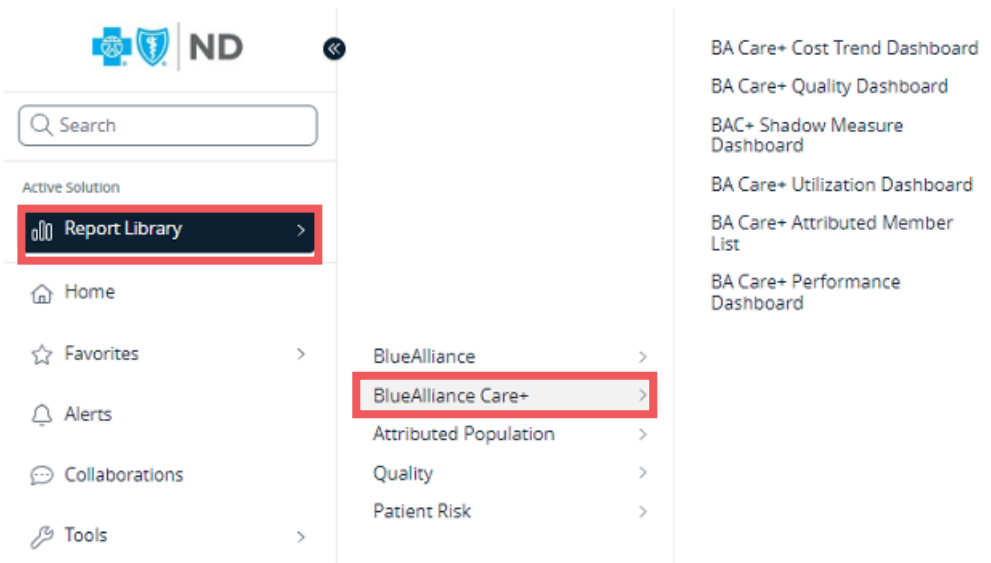 ND
Search
Active Solution
Report Library
Home
Favorites
Alerts
Collaborations
Tools
BlueAlliance
BlueAlliance Care+
Attributed Population
Quality
Patient Risk
BA Care+ Cost Trend Dashboard
BA Care+ Quality Dashboard
BAC+ Shadow Measure
Dashboard
BA Care+ Utilization Dashboard
BA Care+ Attributed Member
List
BA Care+ Performance
Dashboard